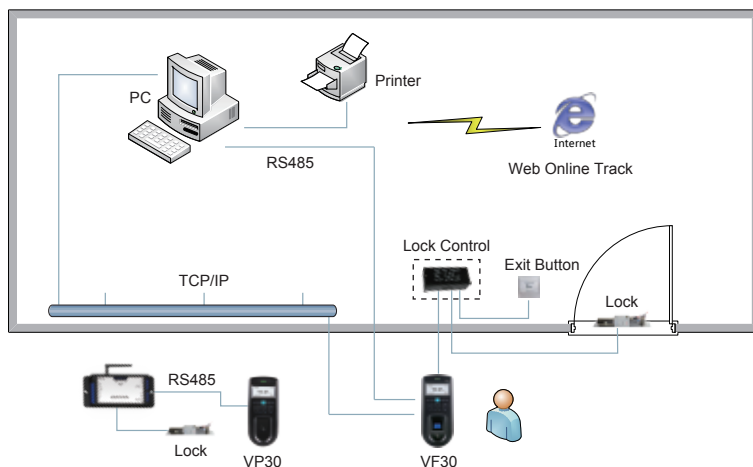 Printer
PC
Internet
RS485
Web Online Track
Lock Control
Exit Button
TCP/IP
Lock
RS485
Lock
VP30
VF30